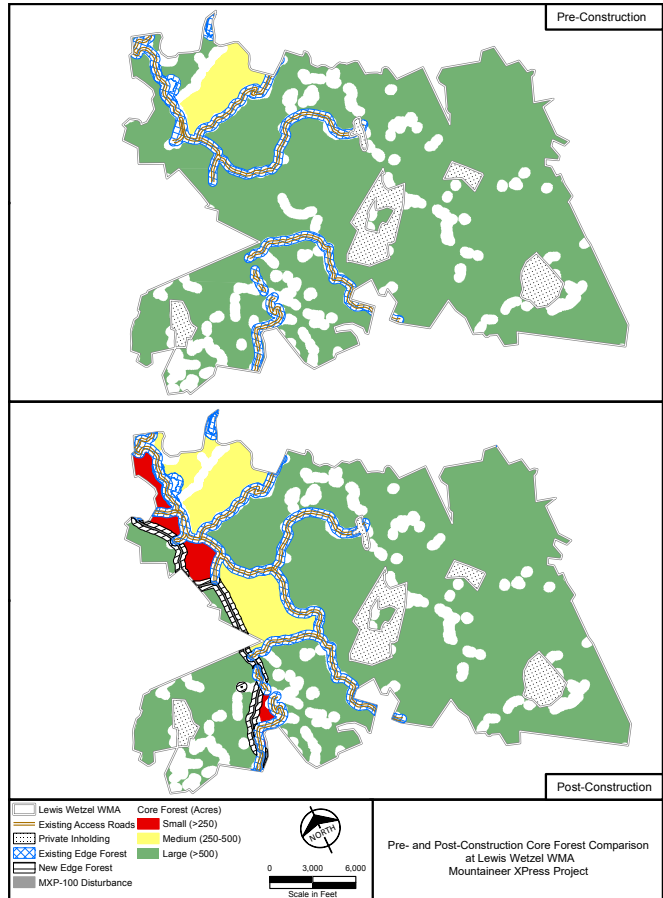 Pre-Construction
Post-Construction
Lewis Wetzel WMA
Existing Access Roads
Private Inholding
Existing Edge Forest
New Edge Forest
MXP-100 Disturbance
Core Forest (Acres)
Small (>250)
Medium (250-500)
Large (>500)
NORTH
0 3,000 6,000
Scale in Feet
Pre- and Post-Construction Core Forest Comparison
at Lewis Wetzel WMA
Mountaineer XPress Project